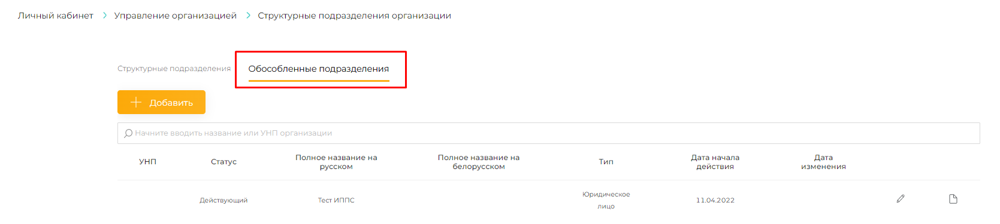 Личный кабинет > Управление организацией > Структурные подразделения организации
Структурные подразделения Обособленные подразделения
Добавить
Начните вводить название или УНП организации
УНП Статус Полное название на русском Полное название на белорусском Тип Дата начала действия Дата изменения
Действующий Тест ИППС Юридическое лицо 11.04.2022